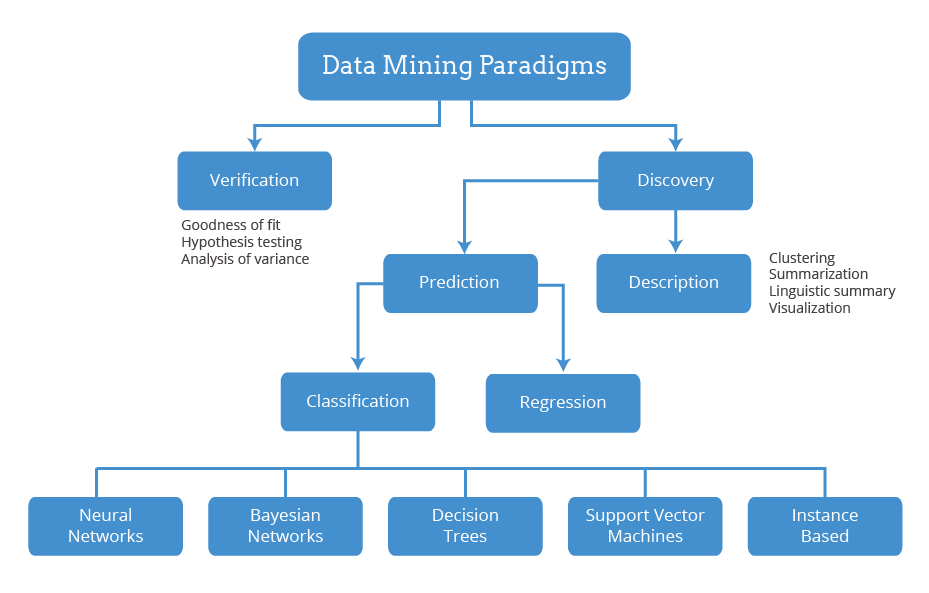 Data Mining Paradigms
Verification
Discovery
Goodness of fit
Hypothesis testing
Analysis of variance
Prediction
Description
Clustering
Summarization
Linguistic summary
Visualization
Classification
Regression
Neural
Networks
Bayesian
Networks
Decision
Trees
Support Vector
Machines
Instance
Based